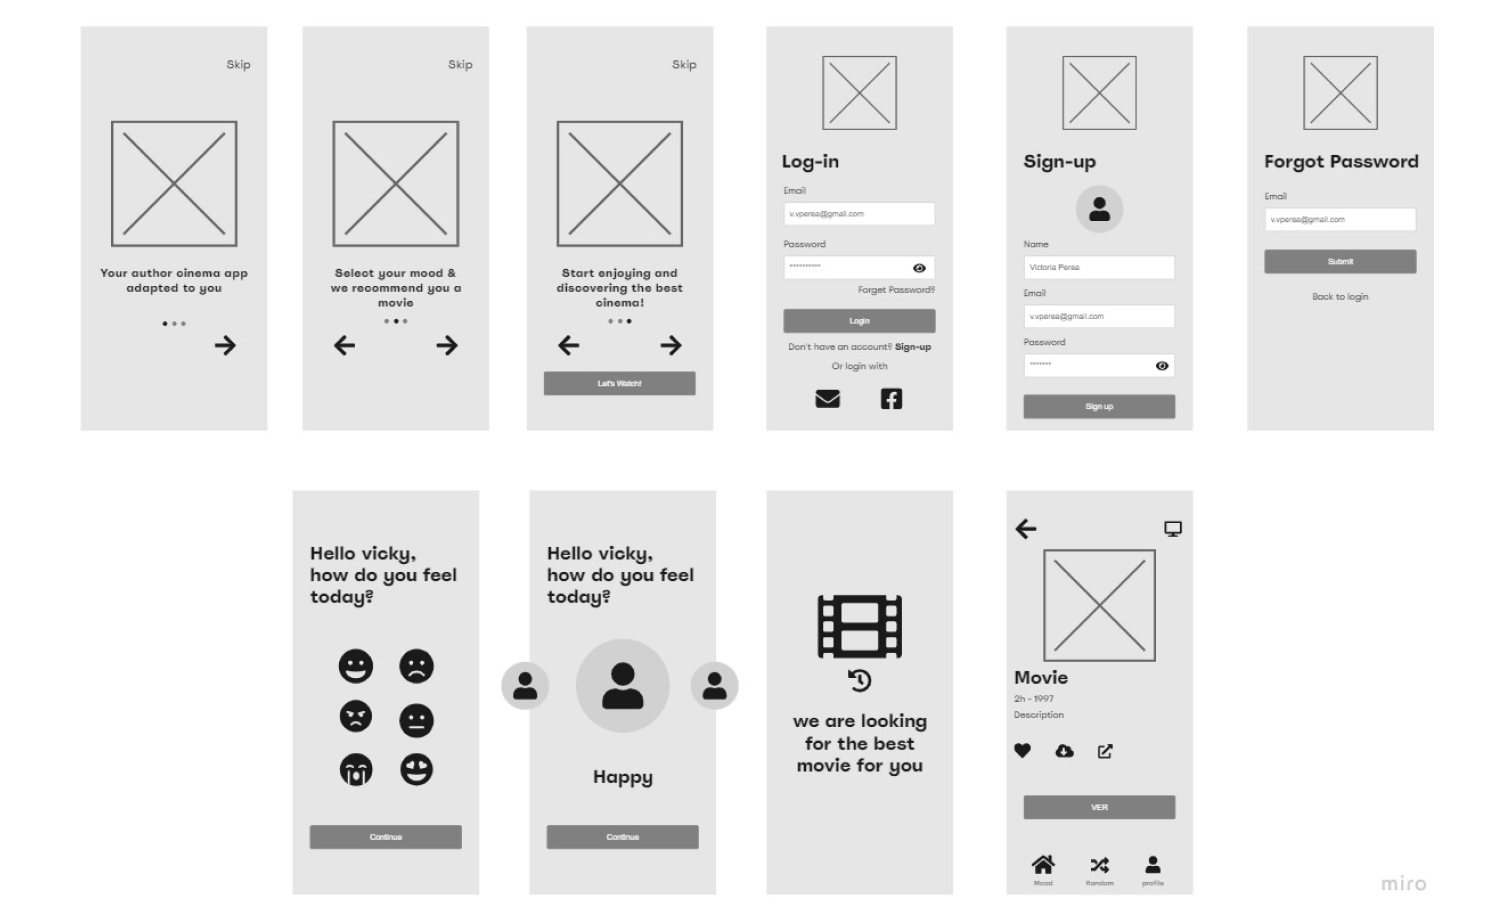 Skip
Your author cinema app
adapted to you
Skip
Select your mood &
we recommend you a
movie
Skip
Start enjoying and
discovering the best
cinema!
Let's Watch!
Log-in
Email
v.vperea@gmail.com
Password
**********
Forget Password?
Login
Don't have an account? Sign-up
Or login with
Sign-up
Name
Victoria Perea
Email
v.vperea@gmail.com
Password
*******
Sign up
Forgot Password
Email
v.vperea@gmail.com
Submit
Back to login
Hello vicky,
how do you feel
today?
Continue
Hello vicky,
how do you feel
today?
Happy
Continue
we are looking
for the best
movie for you
Movie
2h - 1997
Description
VER
Mood Random profile
miro